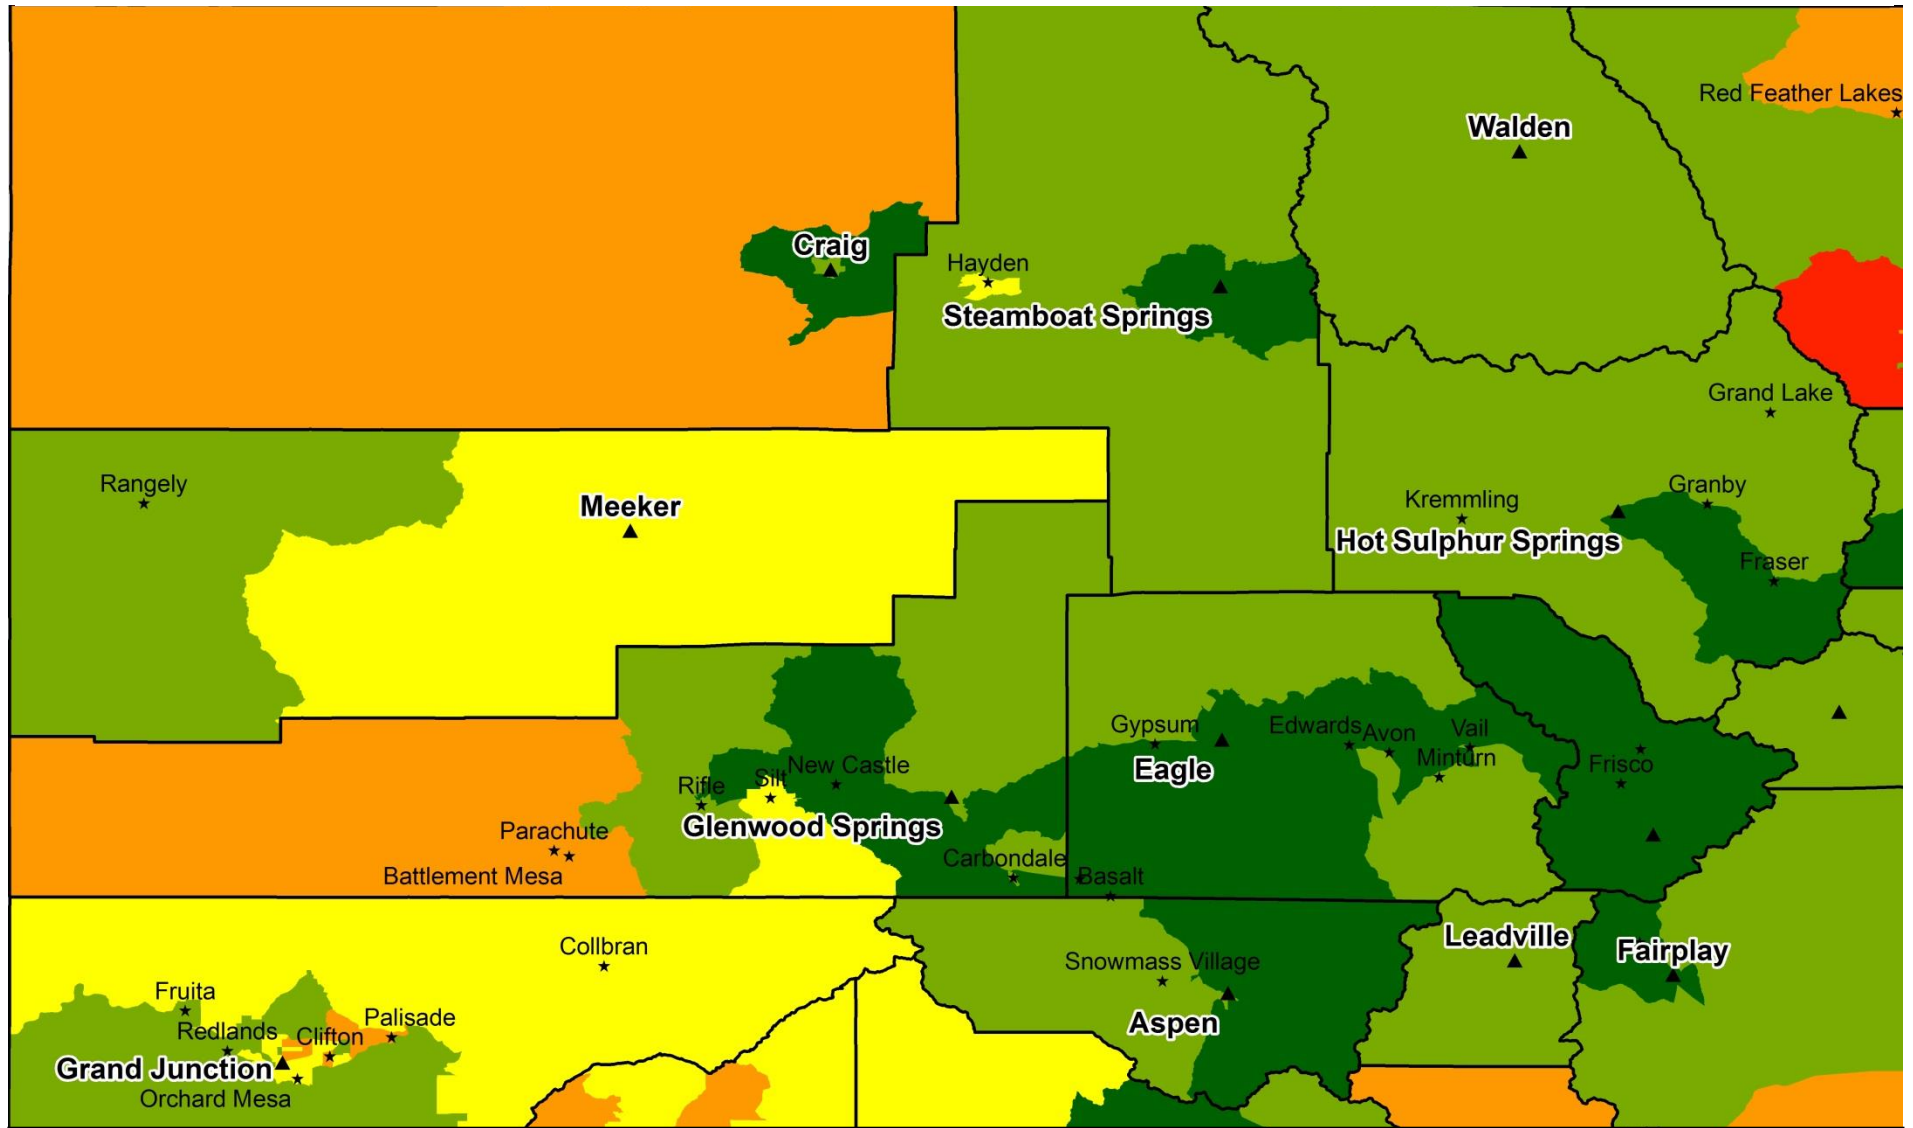 Red Feather Lakes
Walden
Craig
Hayden
Steamboat Springs
Grand Lake
Rangely
Meeker
Kremmling
Granby
Hot Sulphur Springs
Fraser
Gypsum
Edwards
Avon
Vail
Minturn
Eagle
Frisco
Rifle
Silt
New Castle
Glenwood Springs
Parachute
Battlement Mesa
Carbondale
Basalt
Collbran
Snowmass Village
Aspen
Leadville
Fairplay
Fruita
Redlands
Clifton
Palisade
Grand Junction
Orchard Mesa